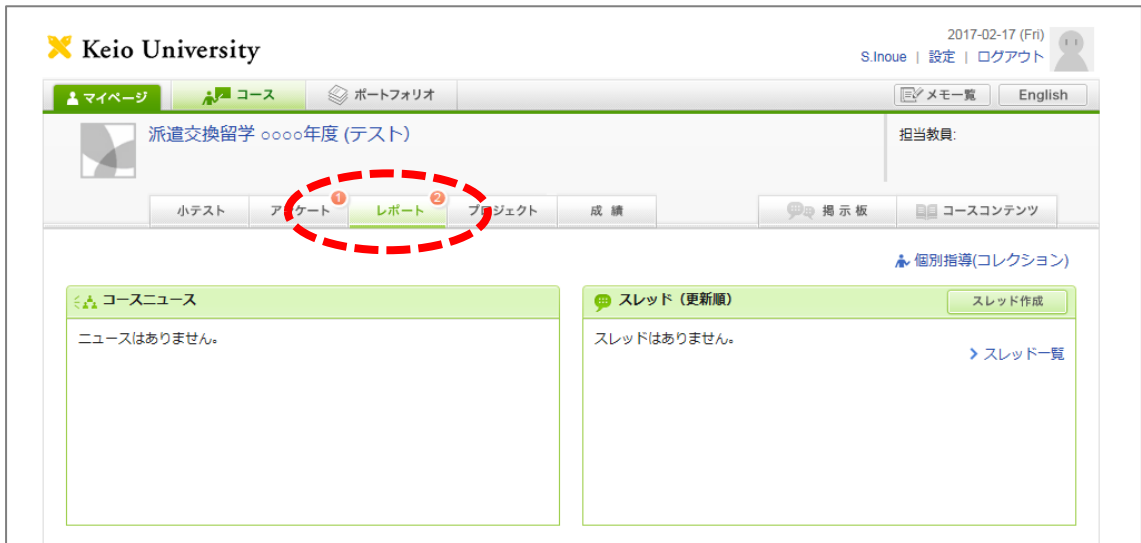 Keio University
2017-02-17 (Fri)
S.Inoue | 設定 | ログアウト
マイページ コース ポートフォリオ メモ一覧 English
派遣交換留学 ○○○○年度 (テスト) 担当教員:
小テスト アンケート 1 レポート 2 プロジェクト 成績 掲示板 コースコンテンツ
個別指導(コレクション)
コースニュース
ニュースはありません。
スレッド（更新順） スレッド作成
スレッドはありません。
スレッド一覧